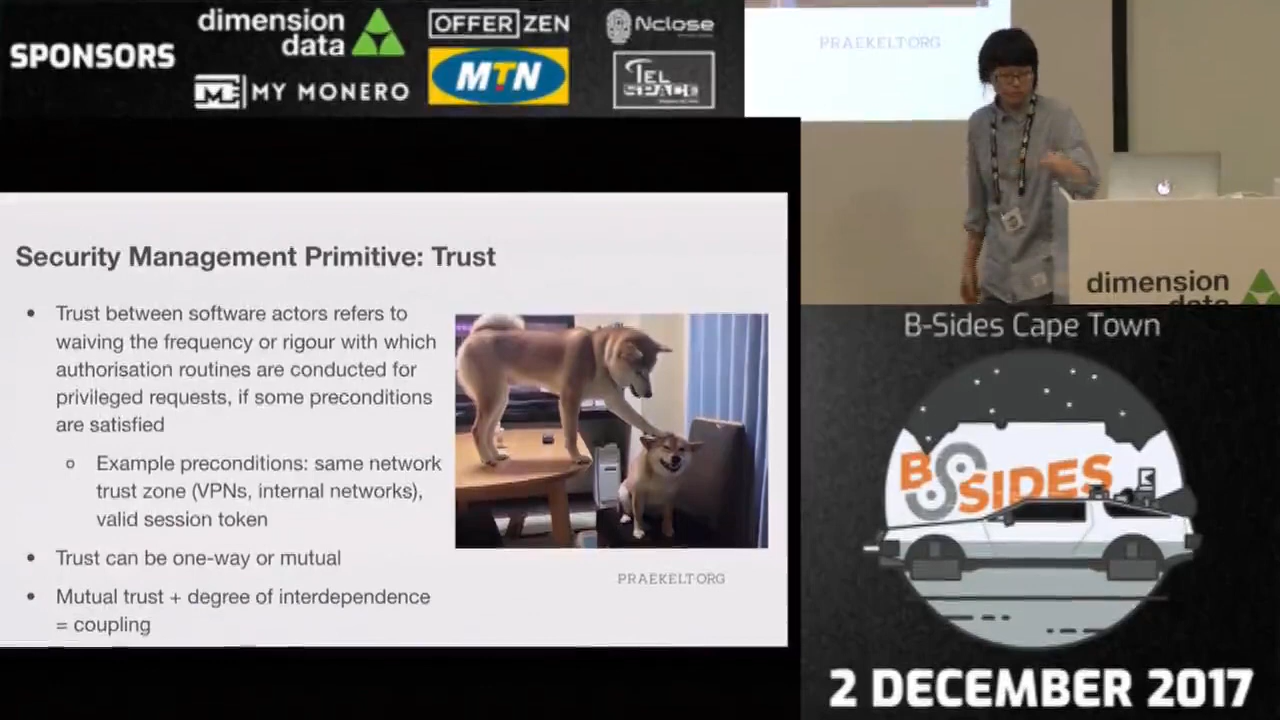 SPONSORS
dimension
data
MY MONERO
OFFERZEN
MTN
Nclose
TEL
SPACE
PRAEKELT.ORG
dimension
data
Security Management Primitive: Trust
Trust between software actors refers to
waiving the frequency or rigour with which
authorisation routines are conducted for
privileged requests, if some preconditions
are satisfied
Example preconditions: same network
trust zone (VPNs, internal networks),
valid session token
Trust can be one-way or mutual
Mutual trust + degree of interdependence
= coupling
PRAEKELT.ORG
B-Sides Cape Town
BSIDES
2 DECEMBER 2017